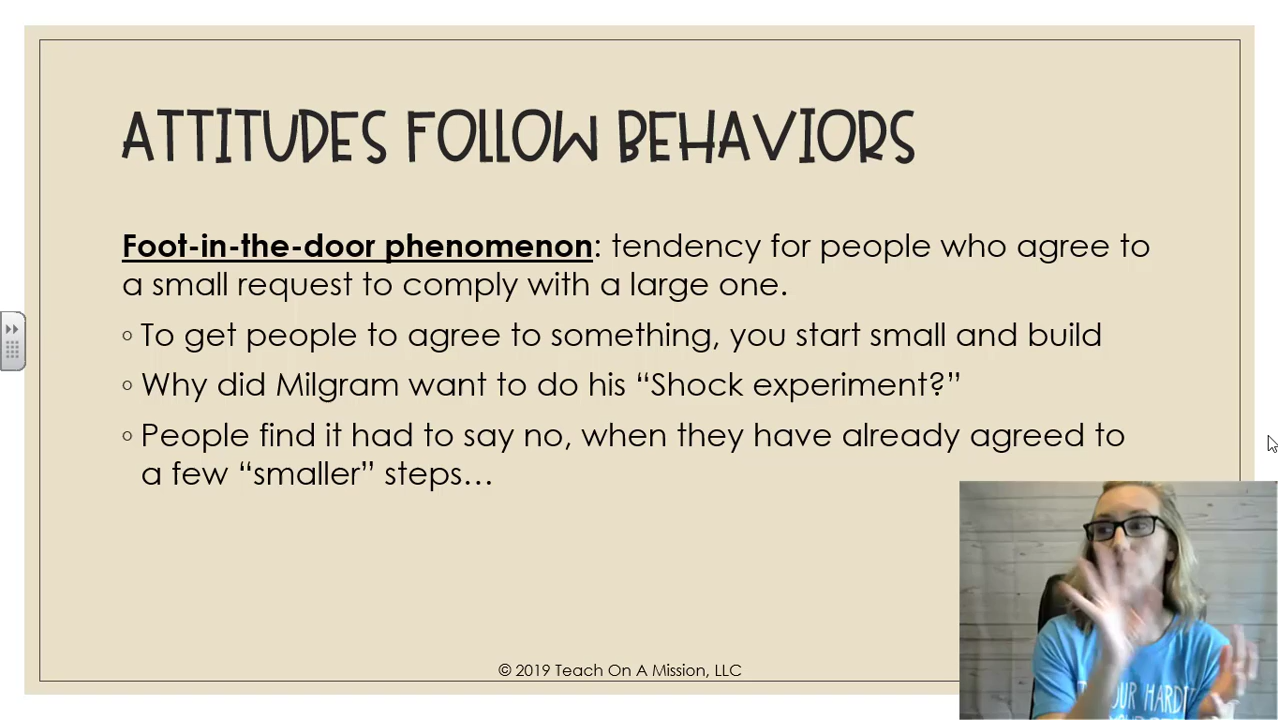 ATTITUDES FOLLOW BEHAVIORS
Foot-in-the-door phenomenon: tendency for people who agree to
a small request to comply with a large one.
◦ To get people to agree to something, you start small and build
◦ Why did Milgram want to do his “Shock experiment?”
◦ People find it had to say no, when they have already agreed to
a few “smaller” steps…
© 2019 Teach On A Mission, LLC